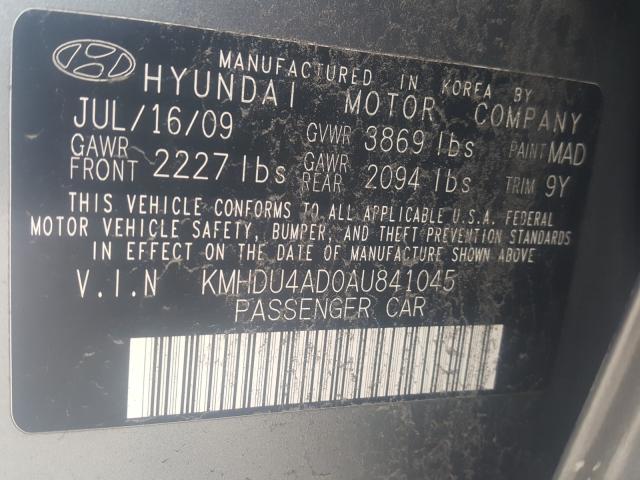 MANUFACTURED IN KOREA BY
HYUNDAI MOTOR COMPANY
JUL/16/09 GVWR 3869 lbs PAINT MAD
GAWR FRONT 2227 lbs GAWR REAR 2094 lbs TRIM 9Y
THIS VEHICLE CONFORMS TO ALL APPLICABLE U.S.A. FEDERAL
MOTOR VEHICLE SAFETY, BUMPER, AND THEFT PREVENTION STANDARDS
IN EFFECT ON THE DATE OF MANUFACTURE SHOWN ABOVE
V.I.N KMHDU4AD0AU841045
PASSENGER CAR